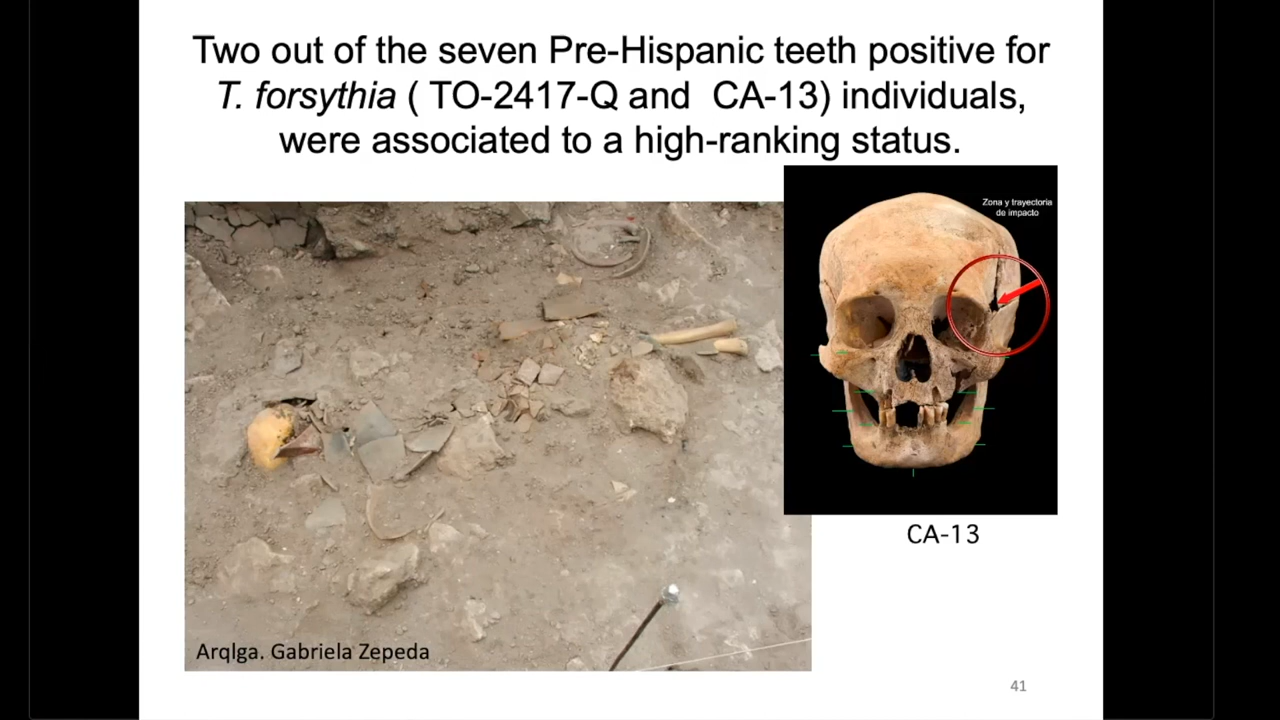 Two out of the seven Pre-Hispanic teeth positive for
T. forsythia ( TO-2417-Q and CA-13) individuals,
were associated to a high-ranking status.
Zona y trayectoria
de impacto
CA-13
Arqlga. Gabriela Zepeda
41